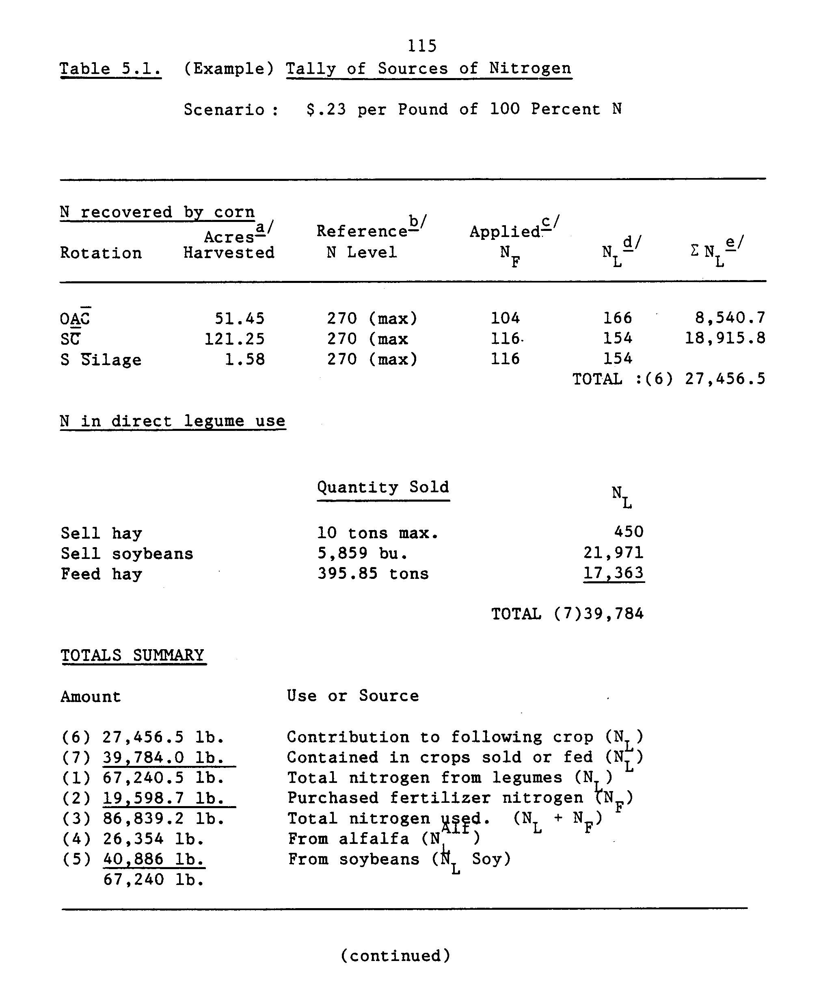 115
Table 5.1. (Example) Tally of Sources of Nitrogen
Scenario : $.23 per Pound of 100 Percent N
N recovered by corn
Acres a/ Reference b/ Applied c/
Rotation Harvested N Level N_F N_L d/ Σ N_L e/
OAC̅ 51.45 270 (max) 104 166 8,540.7
SC̅ 121.25 270 (max 116 154 18,915.8
S S̅ilage 1.58 270 (max) 116 154
TOTAL :(6) 27,456.5
N in direct legume use
Quantity Sold N_L
Sell hay 10 tons max. 450
Sell soybeans 5,859 bu. 21,971
Feed hay 395.85 tons 17,363
TOTAL (7)39,784
TOTALS SUMMARY
Amount Use or Source
(6) 27,456.5 lb. Contribution to following crop (N_L)
(7) 39,784.0 lb. Contained in crops sold or fed (N_L)
(1) 67,240.5 lb. Total nitrogen from legumes (N_L)
(2) 19,598.7 lb. Purchased fertilizer nitrogen (N_F)
(3) 86,839.2 lb. Total nitrogen used. (N_L + N_F)
(4) 26,354 lb. From alfalfa (N_L Alf)
(5) 40,886 lb. From soybeans (N_L Soy)
67,240 lb.
(continued)